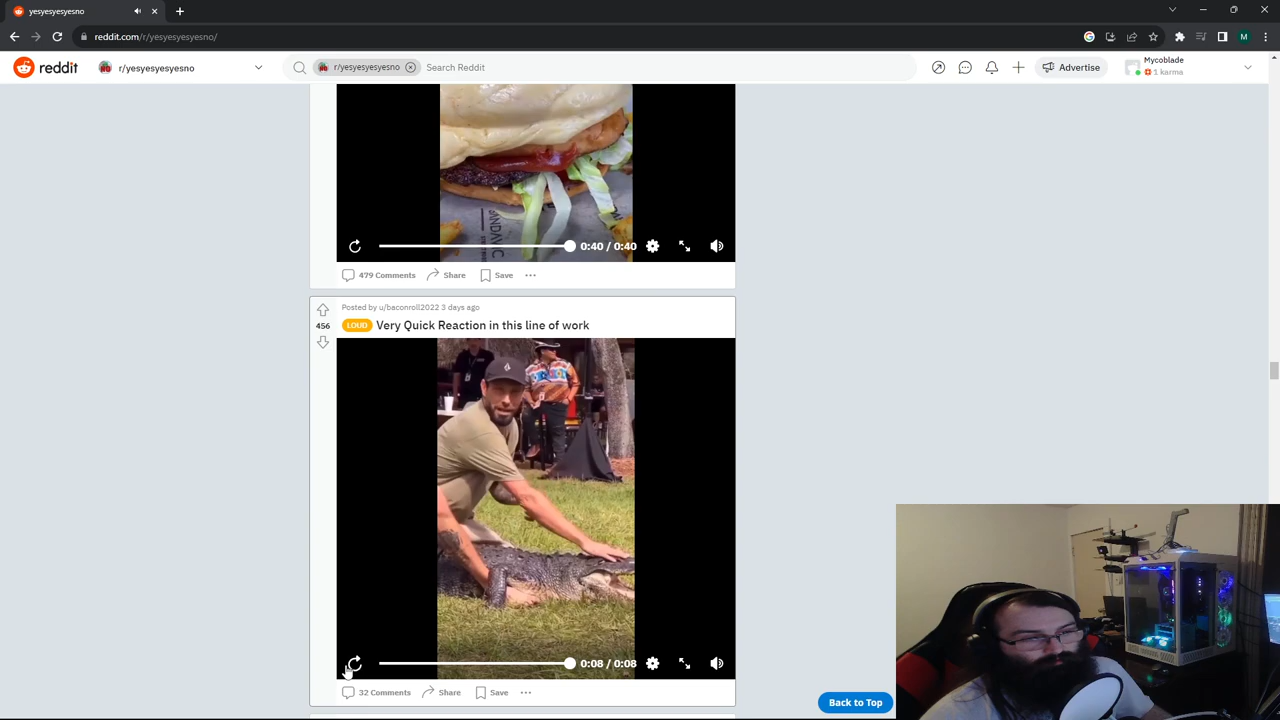 yesyesyesyesno
reddit.com/r/yesyesyesyesno/
M
reddit
r/yesyesyesyesno
r/yesyesyesyesno
Search Reddit
Advertise
Mycoblade
1 karma
0:40 / 0:40
479 Comments
Share
Save
Posted by u/baconroll2022 3 days ago
456
LOUD
Very Quick Reaction in this line of work
0:08 / 0:08
32 Comments
Share
Save
Back to Top